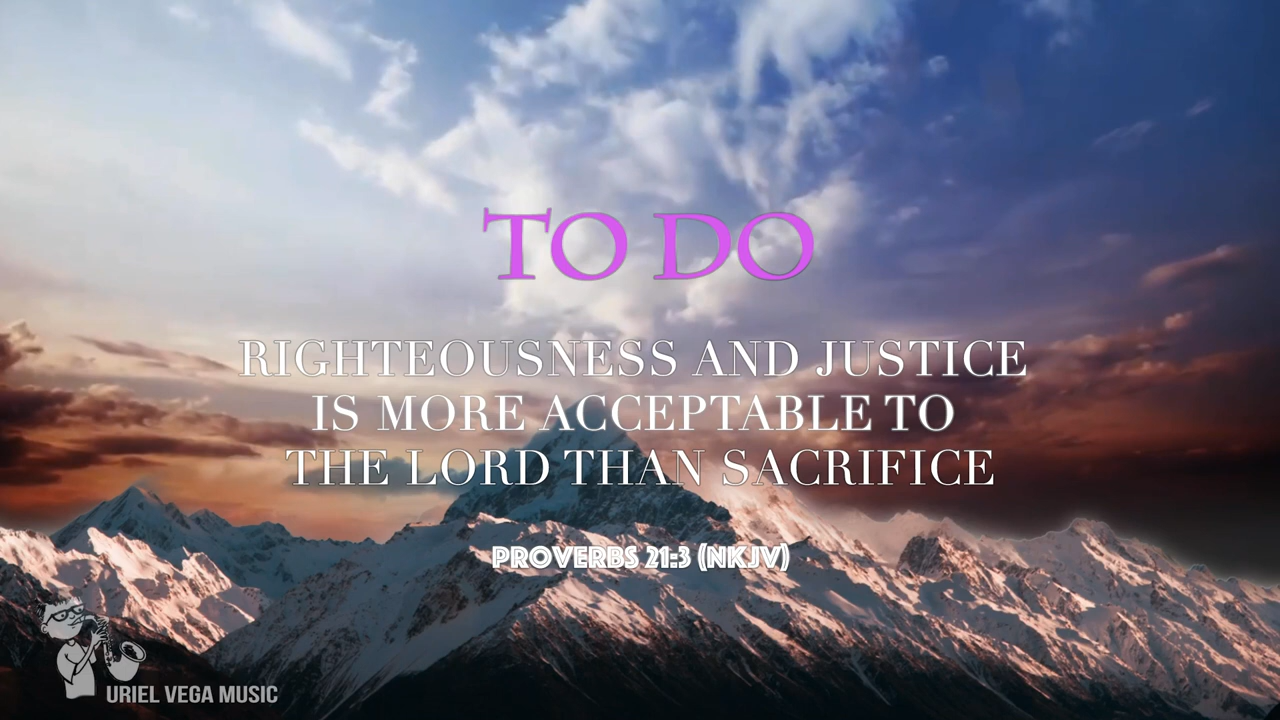 TO DO
RIGHTEOUSNESS AND JUSTICE
IS MORE ACCEPTABLE TO
THE LORD THAN SACRIFICE
PROVERBS 21:3 (NKJV)
URIEL VEGA MUSIC